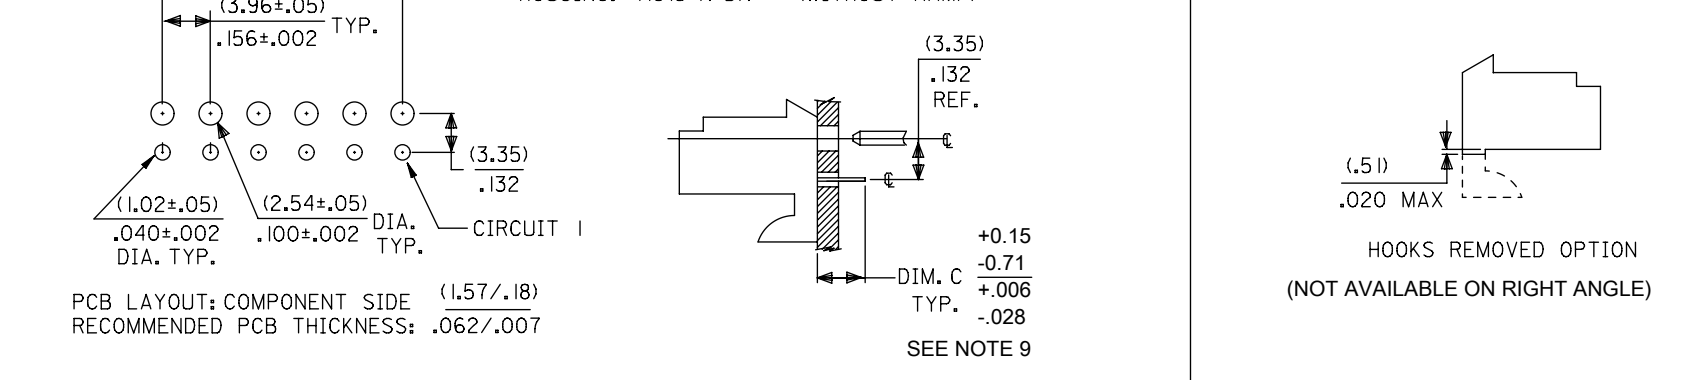 (3.96±.05)
.156±.002
TYP.
(3.35)
.132
(1.02±.05)
.040±.002
DIA. TYP.
(2.54±.05)
.100±.002
DIA.
TYP.
CIRCUIT 1
PCB LAYOUT: COMPONENT SIDE
RECOMMENDED PCB THICKNESS:
(1.57/.18)
.062/.007
(3.35)
.132
REF.
℄
℄
DIM. C
TYP.
+0.15
-0.71
+.006
-.028
SEE NOTE 9
(.51)
.020 MAX
HOOKS REMOVED OPTION
(NOT AVAILABLE ON RIGHT ANGLE)